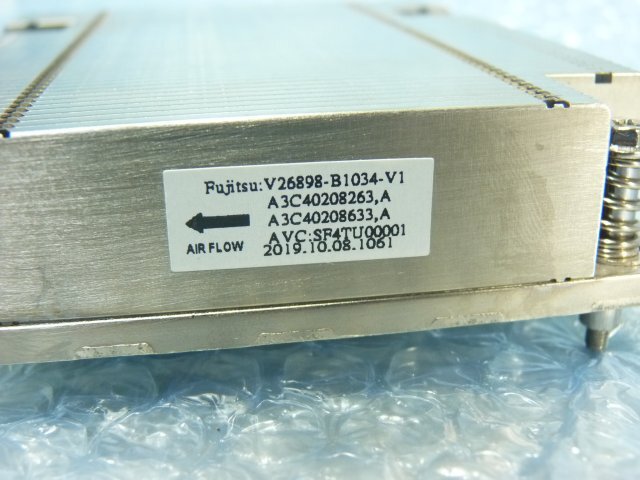 Fujitsu:V26898-B1034-V1
A3C40208263,A
A3C40208633,A
AVC:SF4TU00001
AIR FLOW
2019.10.08.1061